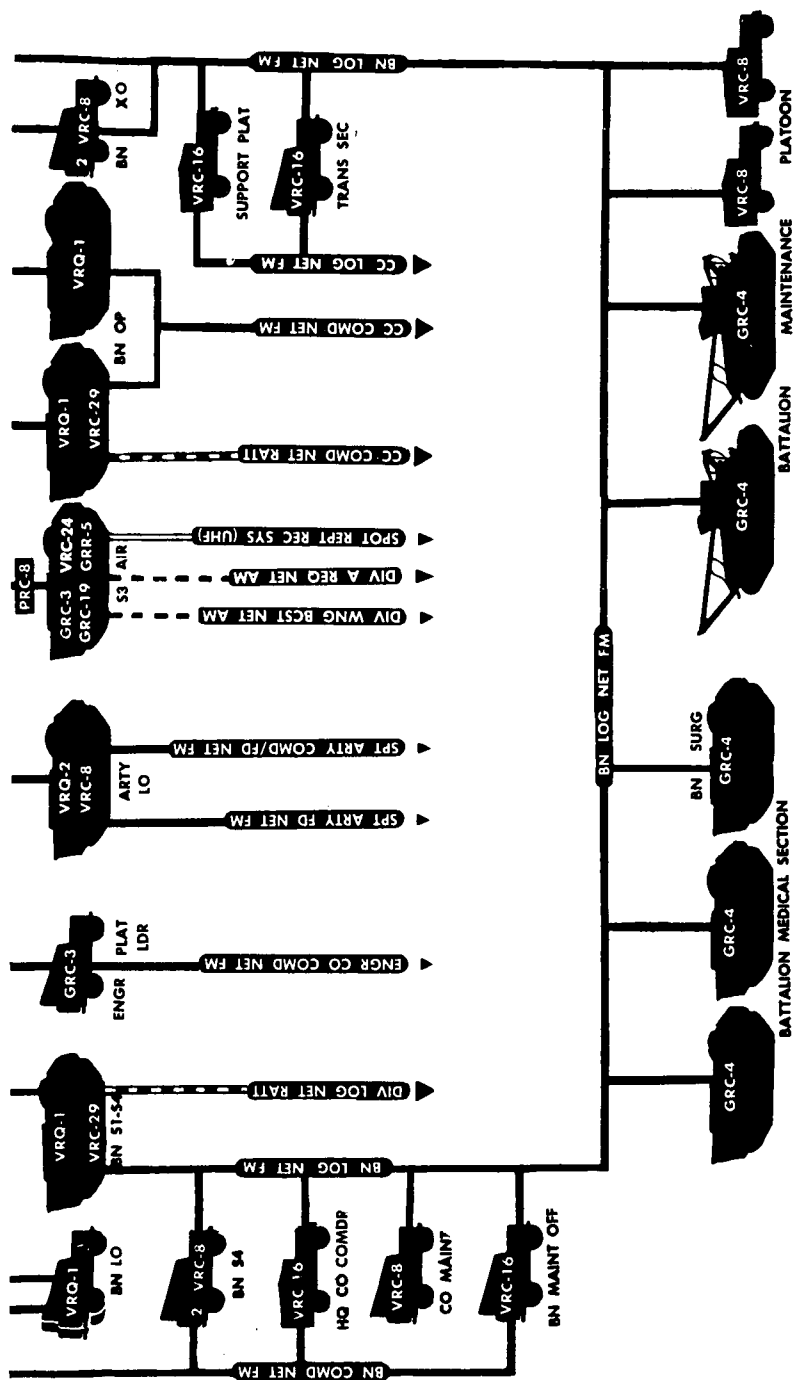 PRC-8
VRQ-1
VRQ-1
VRC-29
GRC-3
VRQ-2
VRC-8
GRC-3 VRC-24
GRC-19 GRR-5
VRQ-1
VRC-29
VRQ-1
2 VRC-8
BN LO
BN S1-S4
ENGR PLAT LDR
ARTY LO
S3 AIR
BN OP
BN XO
2 VRC-8
BN S4
VRC-16
HQ CO COMDR
VRC-8
CO MAINT
VRC-16
BN MAINT OFF
VRC-16
SUPPORT PLAT
VRC-16
TRANS SEC
BN COMD NET FM
BN LOG NET FM
DIV LOG NET RATT
ENGR CO COMD NET FM
SPT ARTY FD NET FM
SPT ARTY COMD/FD NET FM
DIV WNG BCST NET AM
DIV A REQ NET AM
SPOT REPT REC SYS (UHF)
CC COMD NET RATT
CC COMD NET FM
CC LOG NET FM
BN LOG NET FM
BN LOG NET FM
BN SURG
GRC-4
GRC-4
GRC-4
GRC-4
GRC-4
VRC-8
VRC-8
BATTALION MEDICAL SECTION
BATTALION MAINTENANCE PLATOON